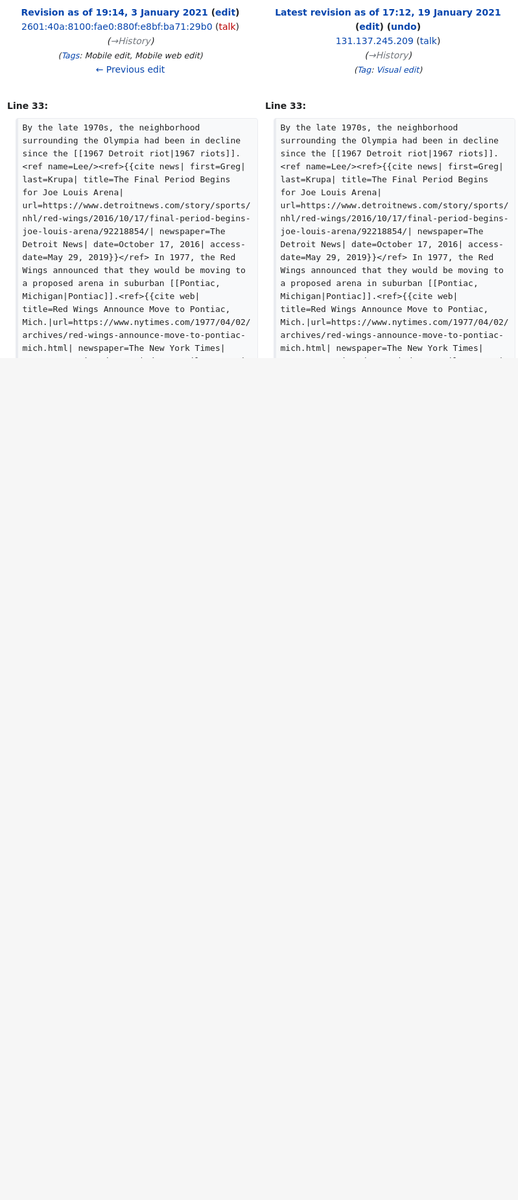 Revision as of 19:14, 3 January 2021 (edit)
2601:40a:8100:fae0:880f:e8bf:ba71:29b0 (talk)
(→History)
(Tags: Mobile edit, Mobile web edit)
← Previous edit
Latest revision as of 17:12, 19 January 2021
(edit) (undo)
131.137.245.209 (talk)
(→History)
(Tag: Visual edit)
Line 33:
By the late 1970s, the neighborhood
surrounding the Olympia had been in decline
since the [[1967 Detroit riot|1967 riots]].
<ref name=Lee/><ref>{{cite news| first=Greg|
last=Krupa| title=The Final Period Begins
for Joe Louis Arena|
url=https://www.detroitnews.com/story/sports/
nhl/red-wings/2016/10/17/final-period-begins-
joe-louis-arena/92218854/| newspaper=The
Detroit News| date=October 17, 2016| access-
date=May 29, 2019}}</ref> In 1977, the Red
Wings announced that they would be moving to
a proposed arena in suburban [[Pontiac,
Michigan|Pontiac]].<ref>{{cite web|
title=Red Wings Announce Move to Pontiac,
Mich.|url=https://www.nytimes.com/1977/04/02/
archives/red-wings-announce-move-to-pontiac-
mich.html| newspaper=The New York Times|
Line 33:
By the late 1970s, the neighborhood
surrounding the Olympia had been in decline
since the [[1967 Detroit riot|1967 riots]].
<ref name=Lee/><ref>{{cite news| first=Greg|
last=Krupa| title=The Final Period Begins
for Joe Louis Arena|
url=https://www.detroitnews.com/story/sports/
nhl/red-wings/2016/10/17/final-period-begins-
joe-louis-arena/92218854/| newspaper=The
Detroit News| date=October 17, 2016| access-
date=May 29, 2019}}</ref> In 1977, the Red
Wings announced that they would be moving to
a proposed arena in suburban [[Pontiac,
Michigan|Pontiac]].<ref>{{cite web|
title=Red Wings Announce Move to Pontiac,
Mich.|url=https://www.nytimes.com/1977/04/02/
archives/red-wings-announce-move-to-pontiac-
mich.html| newspaper=The New York Times|